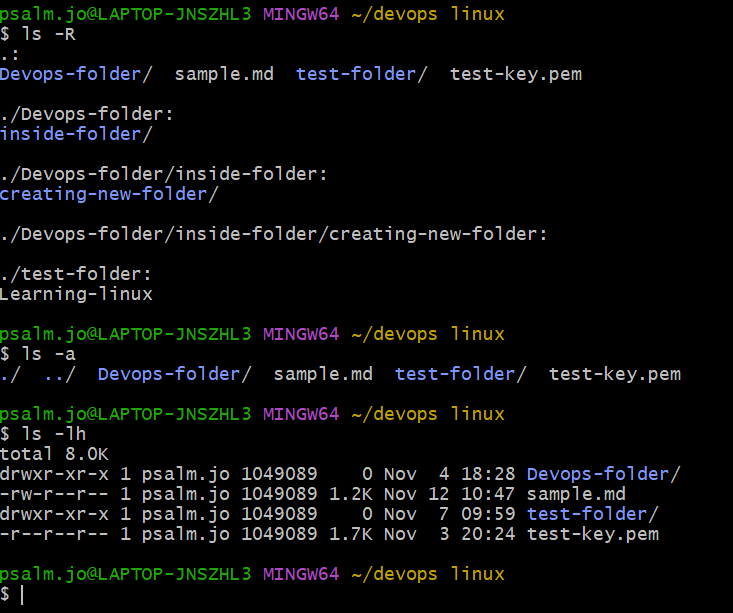 psalm.jo@LAPTOP-JNSZHL3 MINGW64 ~/devops linux
$ ls -R
.:
Devops-folder/  sample.md  test-folder/  test-key.pem

./Devops-folder:
inside-folder/

./Devops-folder/inside-folder:
creating-new-folder/

./Devops-folder/inside-folder/creating-new-folder:

./test-folder:
Learning-linux

psalm.jo@LAPTOP-JNSZHL3 MINGW64 ~/devops linux
$ ls -a
./  ../  Devops-folder/  sample.md  test-folder/  test-key.pem

psalm.jo@LAPTOP-JNSZHL3 MINGW64 ~/devops linux
$ ls -lh
total 8.0K
drwxr-xr-x 1 psalm.jo 1049089    0 Nov  4 18:28 Devops-folder/
-rw-r--r-- 1 psalm.jo 1049089 1.2K Nov 12 10:47 sample.md
drwxr-xr-x 1 psalm.jo 1049089    0 Nov  7 09:59 test-folder/
-r--r--r-- 1 psalm.jo 1049089 1.7K Nov  3 20:24 test-key.pem

psalm.jo@LAPTOP-JNSZHL3 MINGW64 ~/devops linux
$